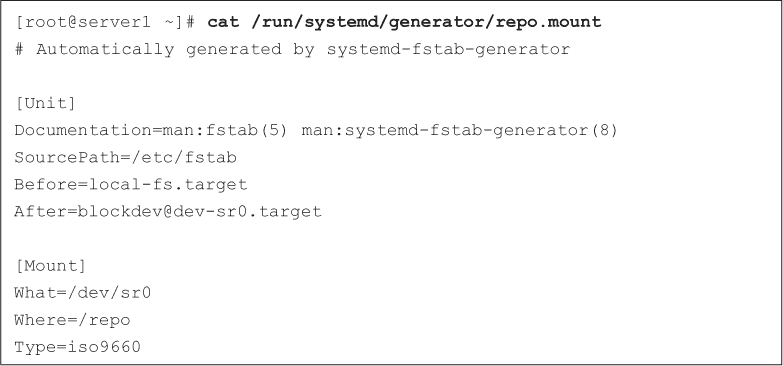 [root@server1 ~]# cat /run/systemd/generator/repo.mount
# Automatically generated by systemd-fstab-generator
[Unit]
Documentation=man:fstab(5) man:systemd-fstab-generator(8)
SourcePath=/etc/fstab
Before=local-fs.target
After=blockdev@dev-sr0.target
[Mount]
What=/dev/sr0
Where=/repo
Type=iso9660